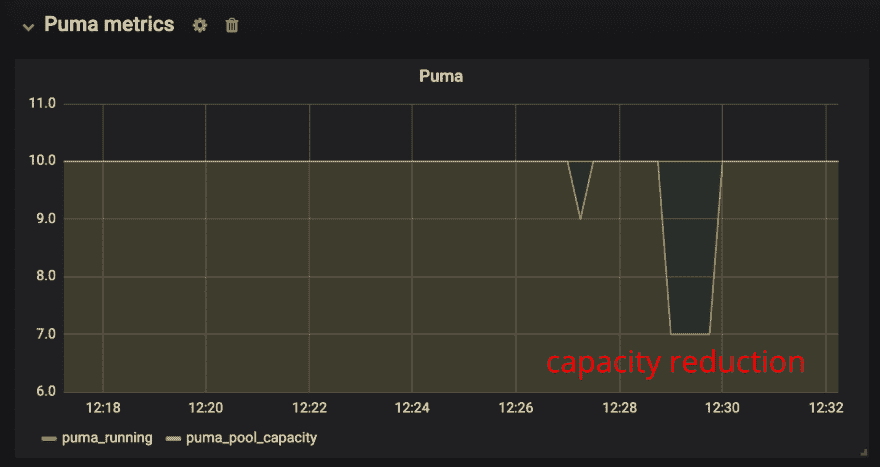 Puma metrics
Puma
11.0
10.0
9.0
8.0
7.0
6.0
capacity reduction
12:18 12:20 12:22 12:24 12:26 12:28 12:30 12:32
puma_running puma_pool_capacity